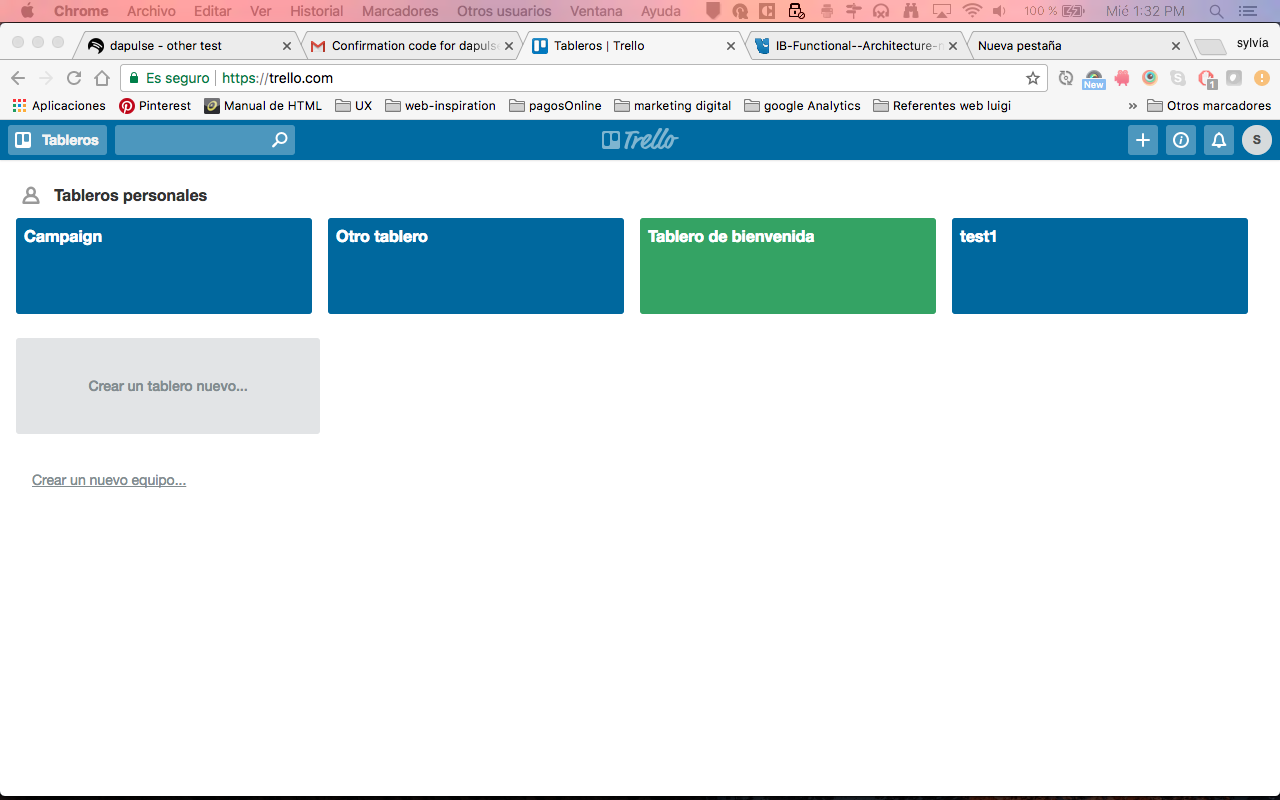 Chrome Archivo Editar Ver Historial Marcadores Otros usuarios Ventana Ayuda 100 % Mié 1:32 PM
dapulse - other test Confirmation code for dapulse Tableros | Trello IB-Functional--Architecture- Nueva pestaña sylvía
Es seguro https://trello.com New 1
Aplicaciones Pinterest Manual de HTML UX web-inspiration pagosOnline marketing digital google Analytics Referentes web luigi » Otros marcadores
Tableros Trello S
Tableros personales
Campaign Otro tablero Tablero de bienvenida test1
Crear un tablero nuevo...
Crear un nuevo equipo...